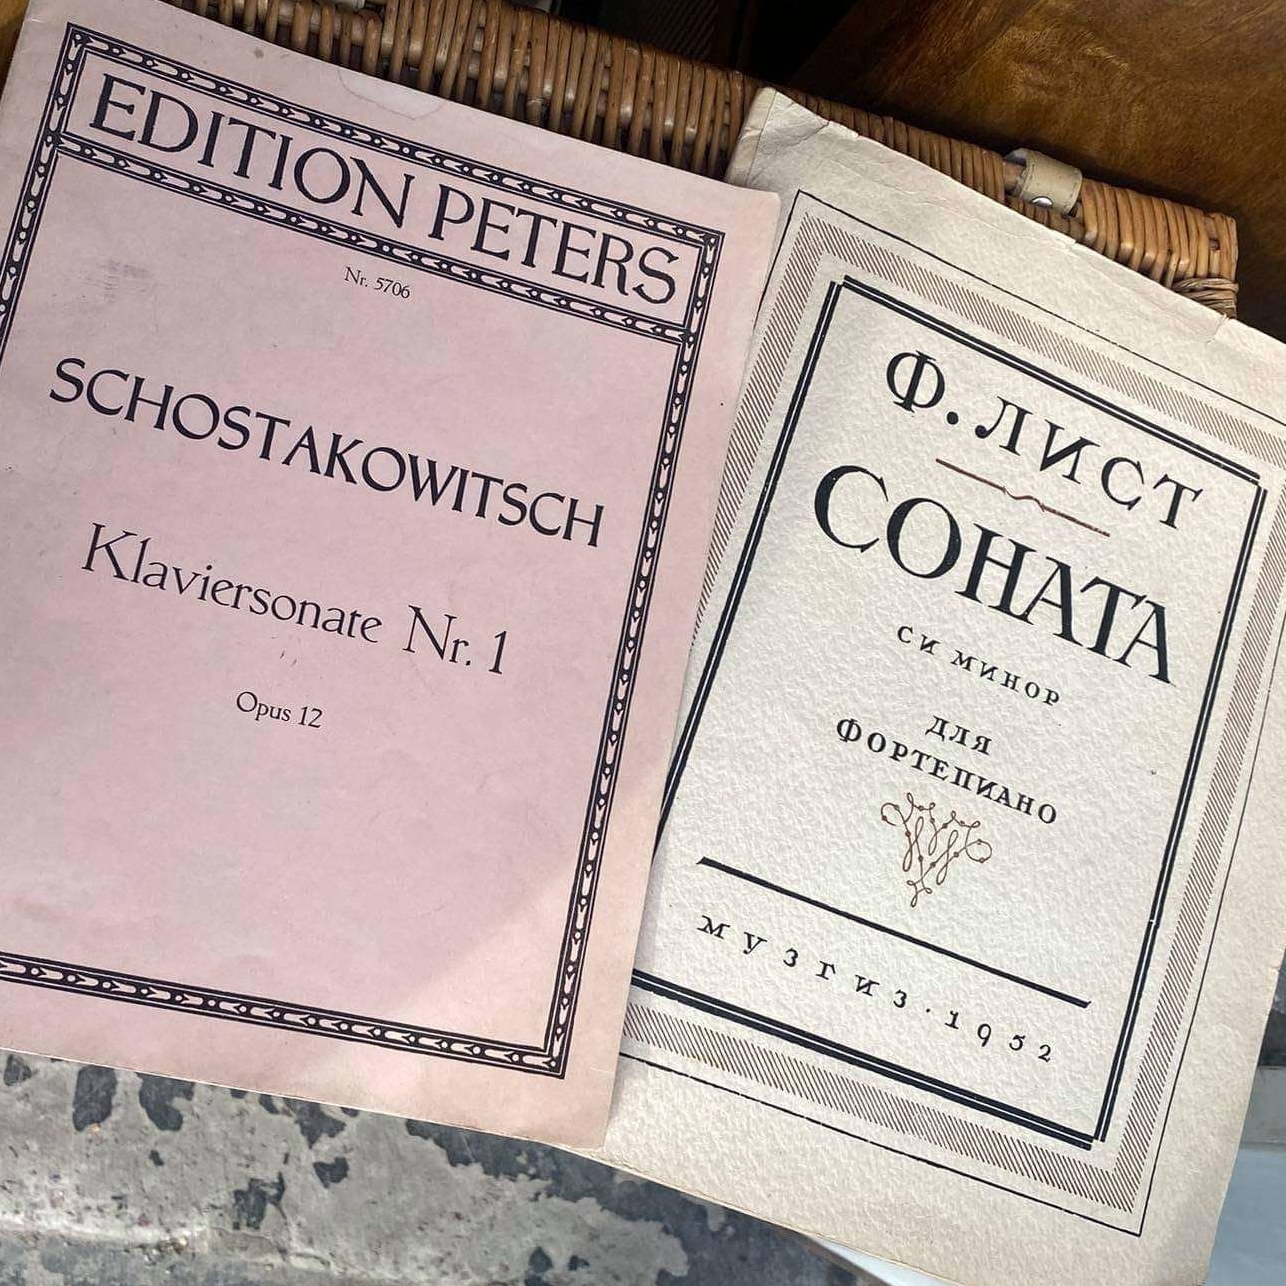 EDITION PETERS
Nr. 5706
SCHOSTAKOWITSCH
Klaviersonate Nr. 1
Opus 12
Ф. ЛИСТ
СОНАТА
СИ МИНОР
ДЛЯ
ФОРТЕПИАНО
МУЗГИЗ · 1952